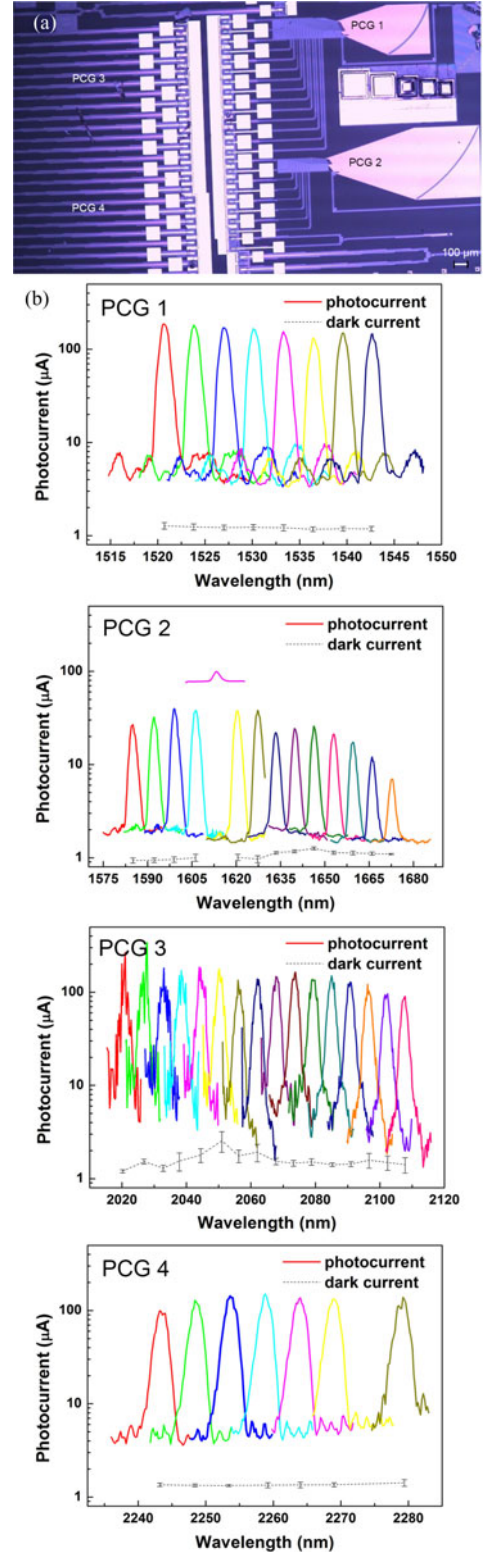 (a)
PCG 1
PCG 3
PCG 2
PCG 4
100 µm
(b)
PCG 1
photocurrent
dark current
Photocurrent (µA)
100
10
1
1515 1520 1525 1530 1535 1540 1545 1550
Wavelength (nm)
PCG 2
photocurrent
dark current
Photocurrent (µA)
100
10
1
1575 1590 1605 1620 1635 1650 1665 1680
Wavelength (nm)
PCG 3
photocurrent
dark current
Photocurrent (µA)
100
10
1
2020 2040 2060 2080 2100 2120
Wavelength (nm)
PCG 4
photocurrent
dark current
Photocurrent (µA)
100
10
1
2240 2250 2260 2270 2280
Wavelength (nm)